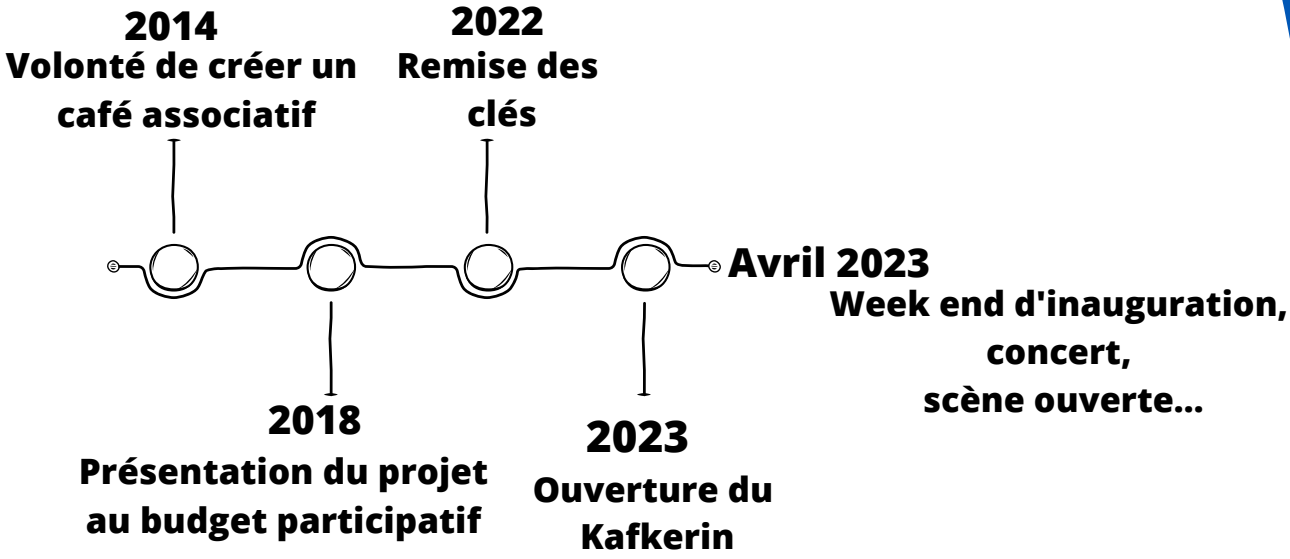 2014
Volonté de créer un
café associatif
2018
Présentation du projet
au budget participatif
2022
Remise des
clés
2023
Ouverture du
Kafkerin
Avril 2023
Week end d'inauguration,
concert,
scène ouverte...